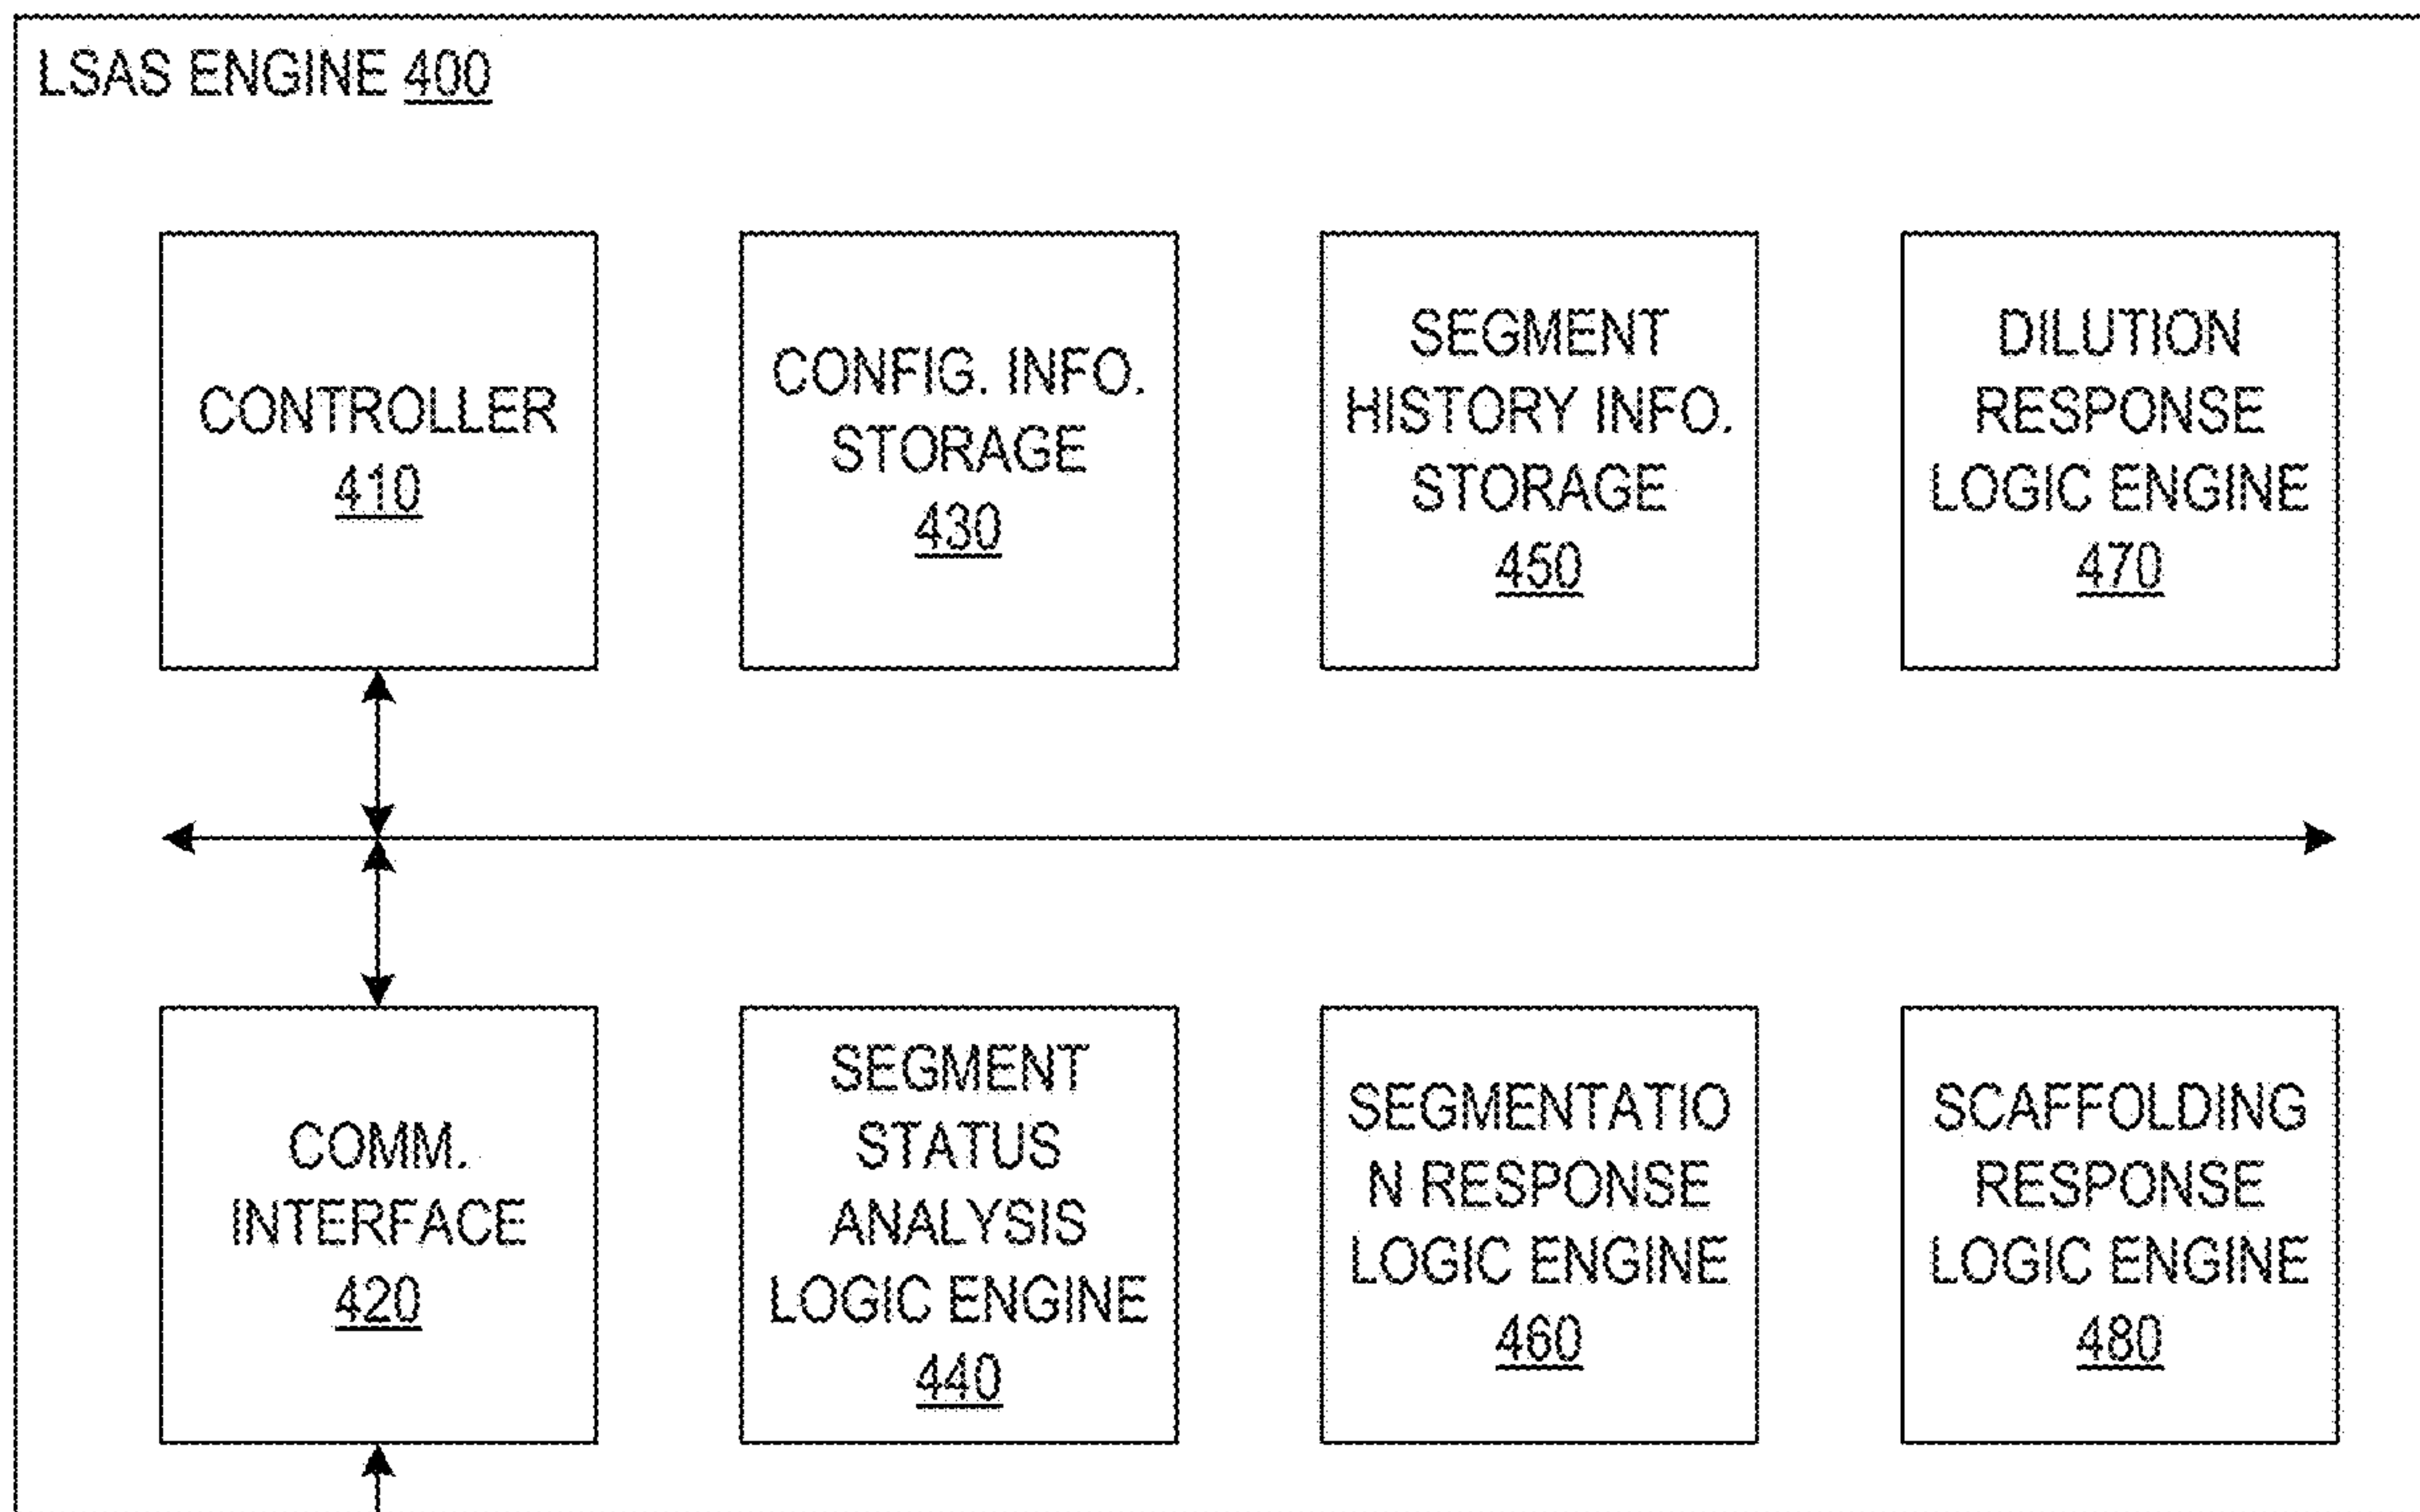 LSAS ENGINE 400
CONTROLLER
410
CONFIG. INFO.
STORAGE
430
SEGMENT
HISTORY INFO.
STORAGE
450
DILUTION
RESPONSE
LOGIC ENGINE
470
COMM.
INTERFACE
420
SEGMENT
STATUS
ANALYSIS
LOGIC ENGINE
440
SEGMENTATIO
N RESPONSE
LOGIC ENGINE
460
SCAFFOLDING
RESPONSE
LOGIC ENGINE
480